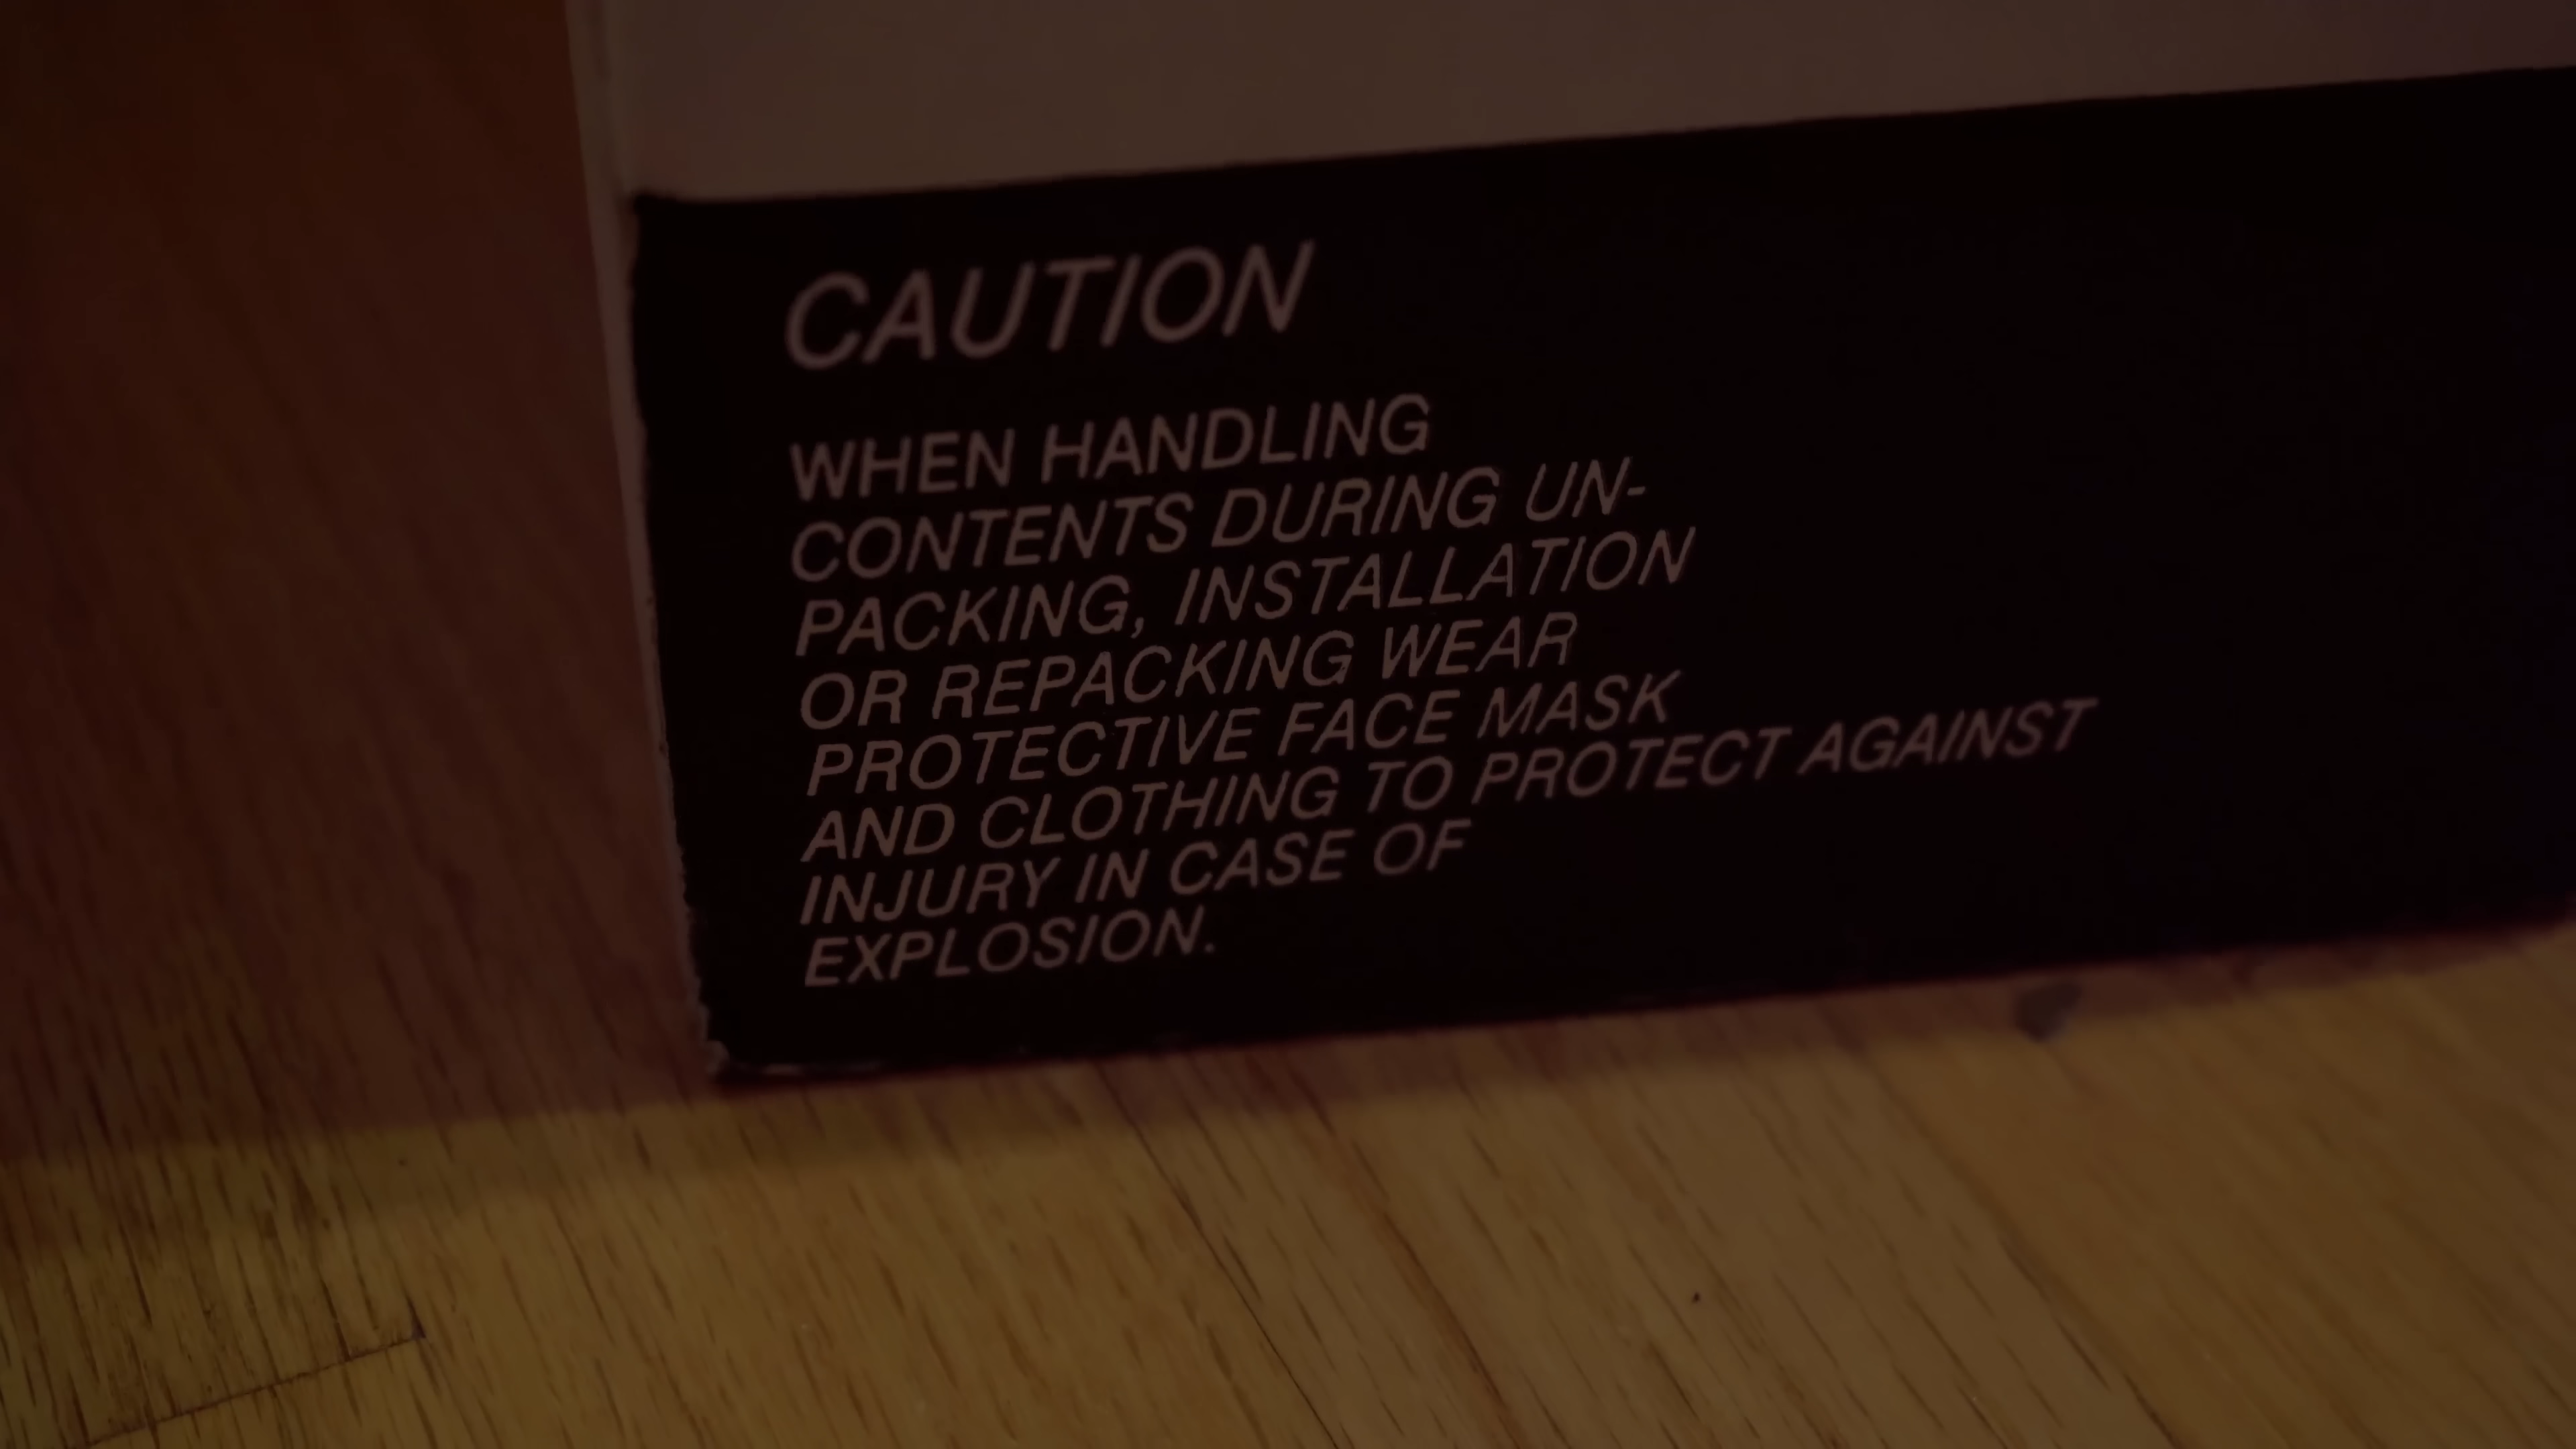 CAUTION
WHEN HANDLING
CONTENTS DURING UN-
PACKING, INSTALLATION
OR REPACKING WEAR
PROTECTIVE FACE MASK
AND CLOTHING TO PROTECT AGAINST
INJURY IN CASE OF
EXPLOSION.